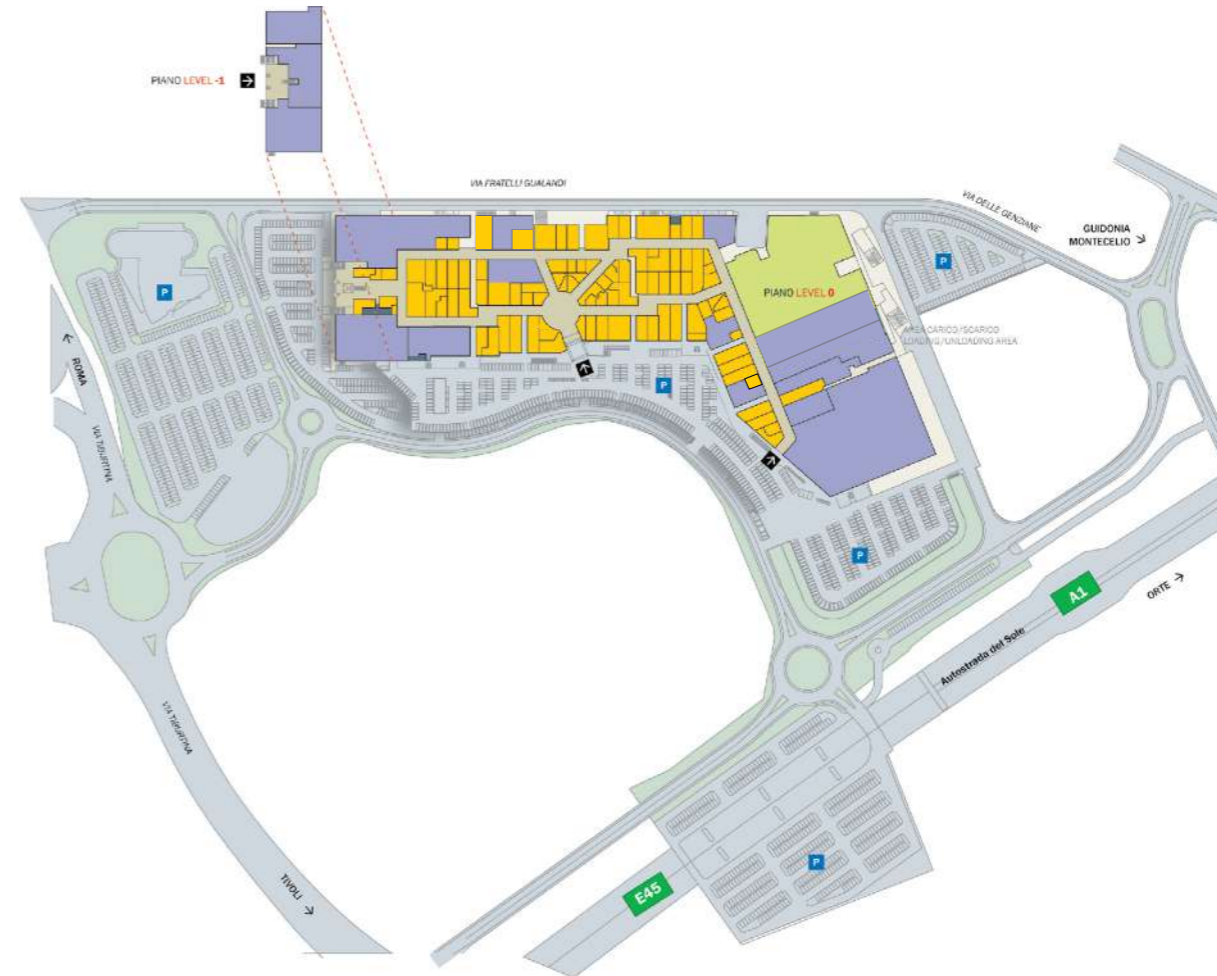 PIANO LEVEL -1
VIA FRATELLI GUALANDI
VIA DELLE GENZIANE
GUIDONIA
MONTECELIO
P
P
PIANO LEVEL 0
AREA CARICO/SCARICO
LOADING/UNLOADING AREA
ROMA
VIA TIBURTINA
P
P
A1
ORTE
Autostrada del Sole
VIA TIBURTINA
P
E45
TIVOLI